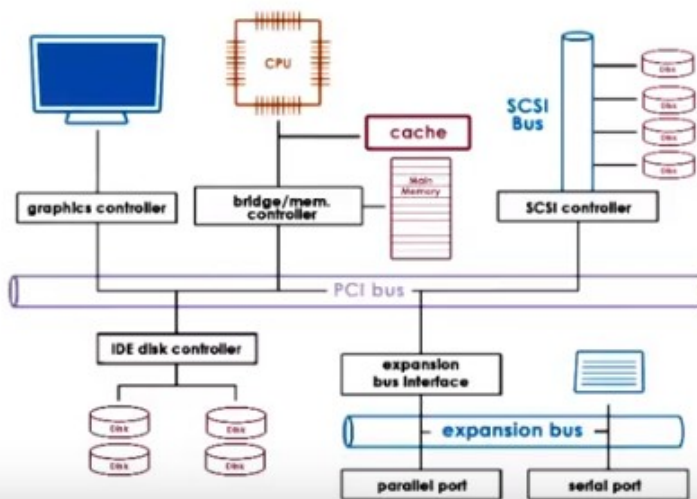 CPU
SCSI
Bus
Disk
Disk
Disk
Disk
cache
Main
Memory
graphics controller
bridge/mem.
controller
SCSI controller
PCI bus
IDE disk controller
expansion
bus interface
Disk
Disk
Disk
Disk
expansion bus
parallel port
serial port